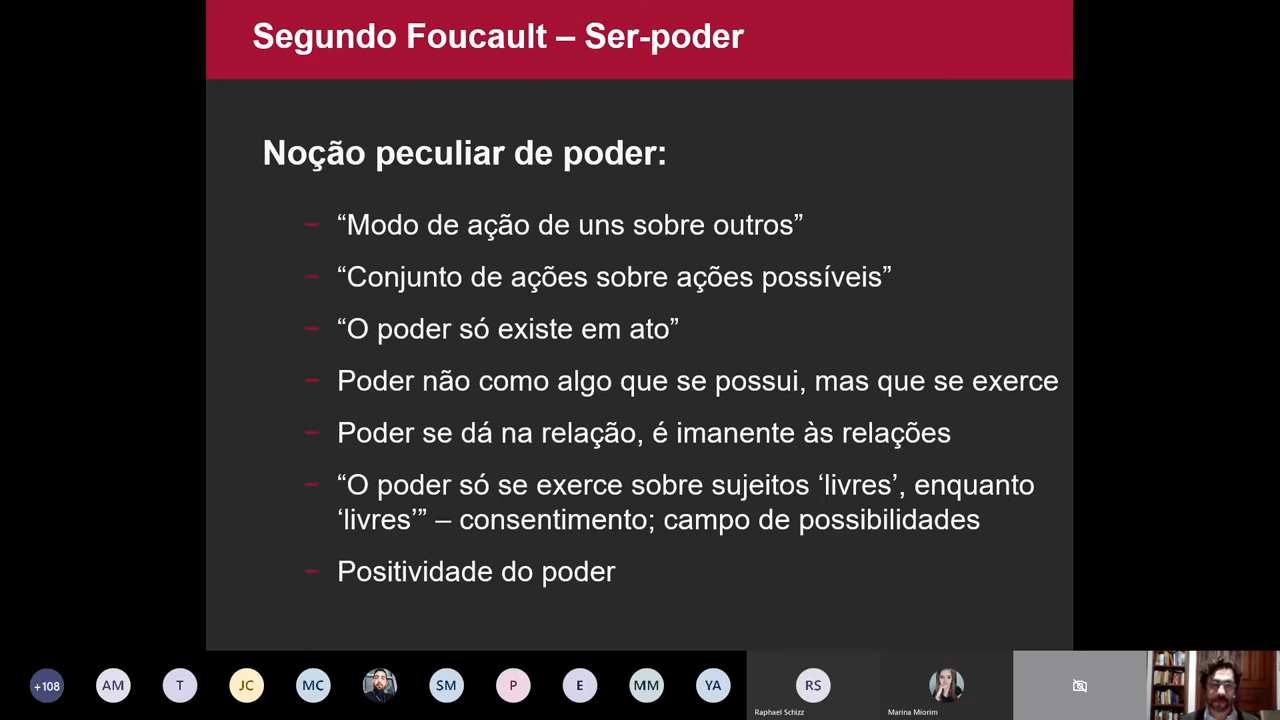 Segundo Foucault – Ser-poder
Noção peculiar de poder:
– “Modo de ação de uns sobre outros”
– “Conjunto de ações sobre ações possíveis”
– “O poder só existe em ato”
– Poder não como algo que se possui, mas que se exerce
– Poder se dá na relação, é imanente às relações
– “O poder só se exerce sobre sujeitos ‘livres’, enquanto
‘livres’” – consentimento; campo de possibilidades
– Positividade do poder
+108 AM T JC MC SM P E MM YA RS
Raphael Schizz Marina Miorim